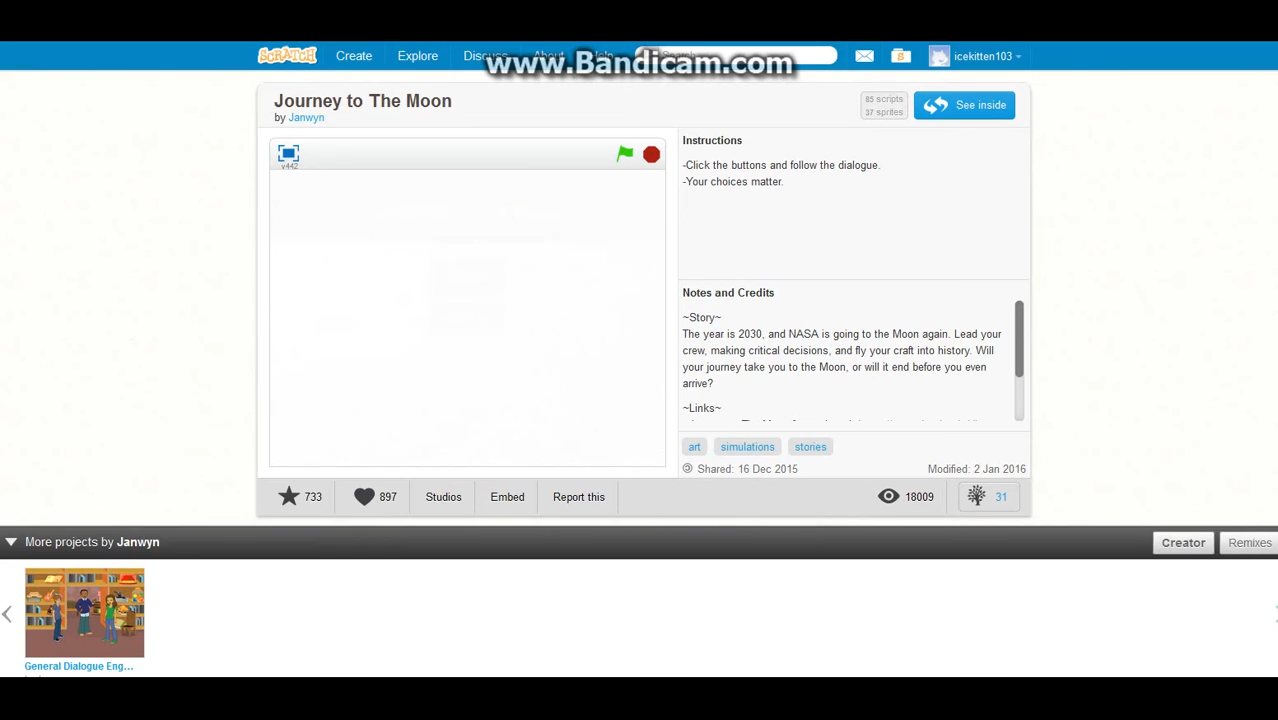 SCRATCH Create Explore Discuss About Help Search icekitten103
www.Bandicam.com
Journey to The Moon
by Janwyn
85 scripts
37 sprites
See inside
v442
Instructions
-Click the buttons and follow the dialogue.
-Your choices matter.
Notes and Credits
~Story~
The year is 2030, and NASA is going to the Moon again. Lead your
crew, making critical decisions, and fly your craft into history. Will
your journey take you to the Moon, or will it end before you even
arrive?
~Links~
art simulations stories
Shared: 16 Dec 2015 Modified: 2 Jan 2016
733 897 Studios Embed Report this 18009 31
More projects by Janwyn Creator Remixes
General Dialogue Eng...